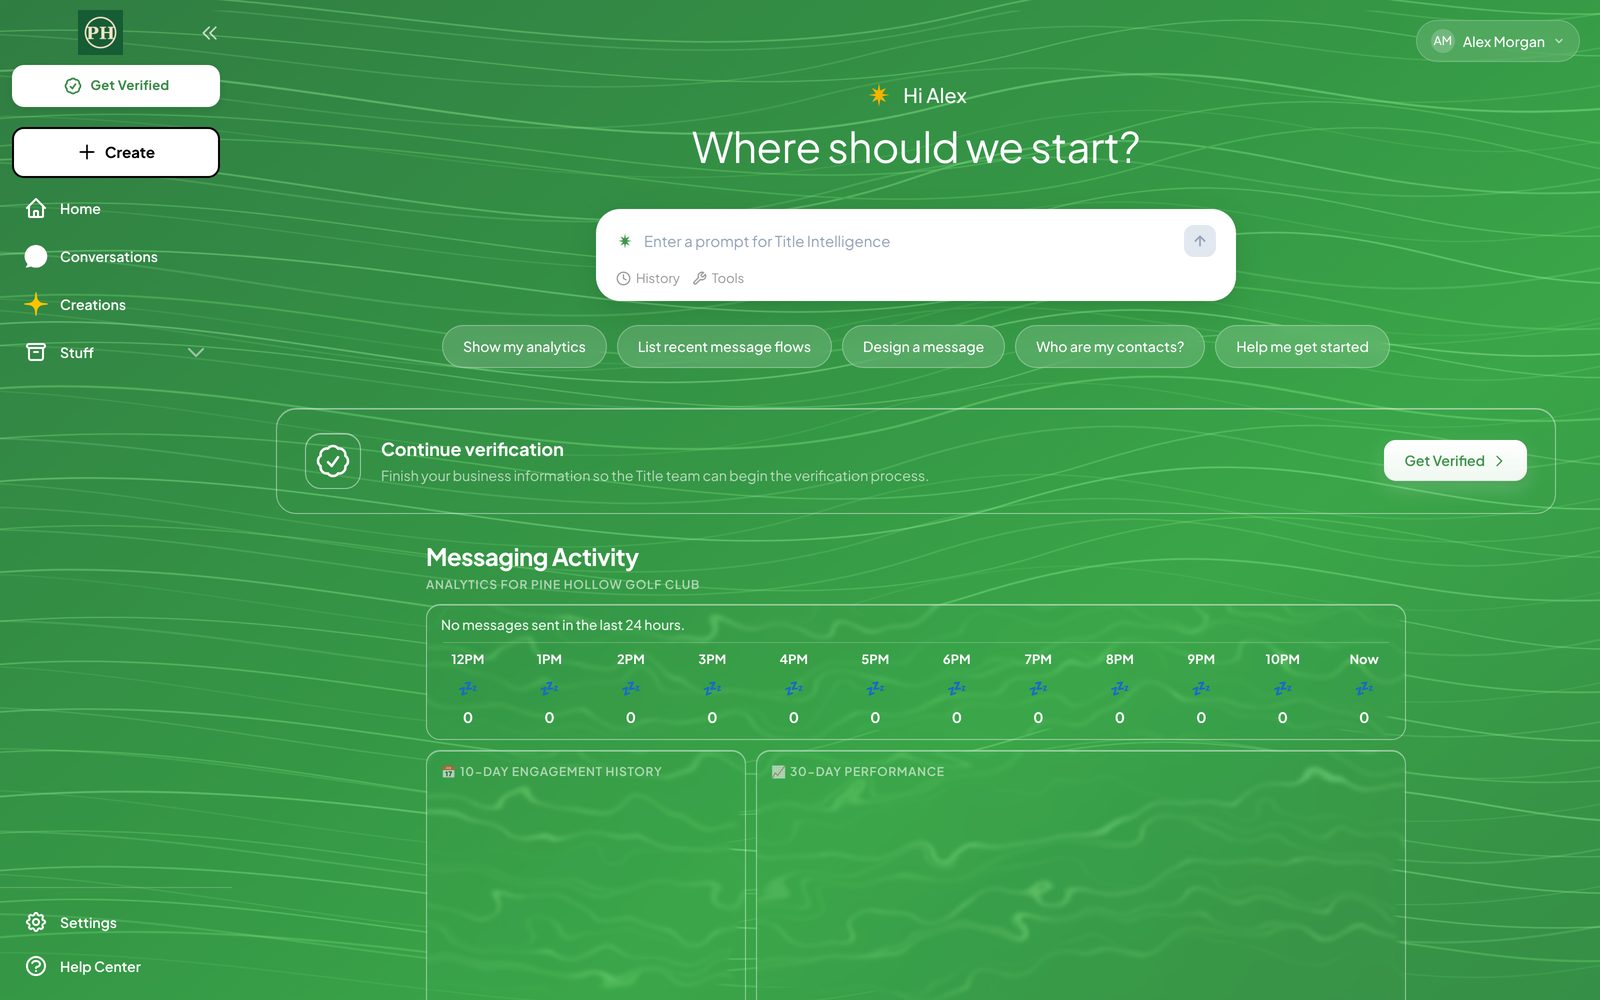 PH
Get Verified
Create
Home
Conversations
Creations
Stuff
Settings
Help Center
AM Alex Morgan
Hi Alex
Where should we start?
Enter a prompt for Title Intelligence
History Tools
Show my analytics List recent message flows Design a message Who are my contacts? Help me get started
Continue verification
Finish your business information so the Title team can begin the verification process.
Get Verified
Messaging Activity
ANALYTICS FOR PINE HOLLOW GOLF CLUB
No messages sent in the last 24 hours.
12PM 1PM 2PM 3PM 4PM 5PM 6PM 7PM 8PM 9PM 10PM Now
💤 💤 💤 💤 💤 💤 💤 💤 💤 💤 💤 💤
0 0 0 0 0 0 0 0 0 0 0 0
📅 10-DAY ENGAGEMENT HISTORY
📈 30-DAY PERFORMANCE